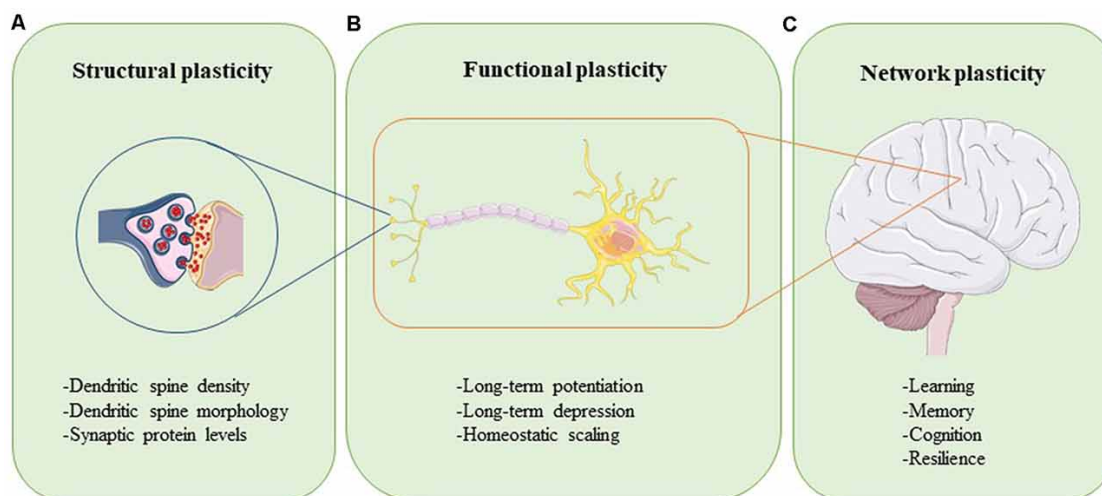 A
Structural plasticity
-Dendritic spine density
-Dendritic spine morphology
-Synaptic protein levels
B
Functional plasticity
-Long-term potentiation
-Long-term depression
-Homeostatic scaling
C
Network plasticity
-Learning
-Memory
-Cognition
-Resilience